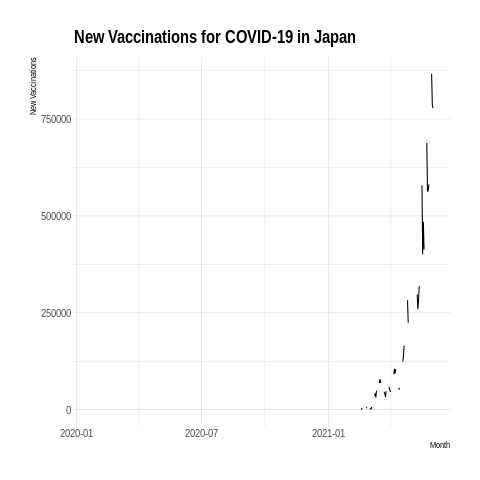 New Vaccinations for COVID-19 in Japan
New Vaccinations
750000
500000
250000
0
2020-01
2020-07
2021-01
Month